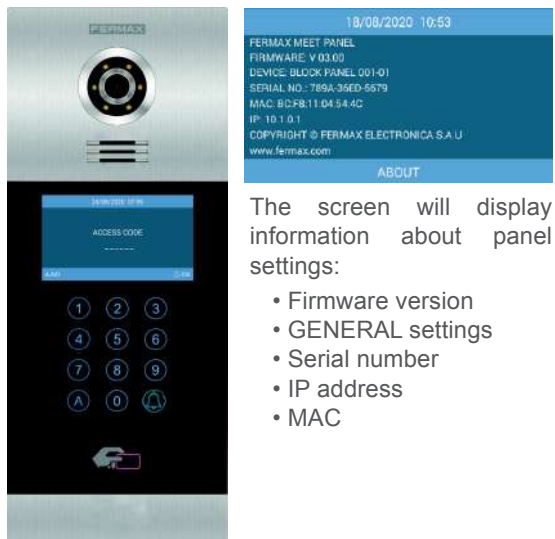 FERMAX
ACCESS CODE
1 2 3
4 5 6
7 8 9
A 0
18/08/2020 10:53
FERMAX MEET PANEL
FIRMWARE: V 03.00
DEVICE: BLOCK PANEL 001-01
SERIAL NO.: 789A-36ED-5679
MAC: BC:F8:11:04:54:4C
IP: 10.1.0.1
COPYRIGHT © FERMAX ELECTRONICA S.A.U
www.fermax.com
ABOUT
The screen will display
information about panel
settings:
• Firmware version
• GENERAL settings
• Serial number
• IP address
• MAC